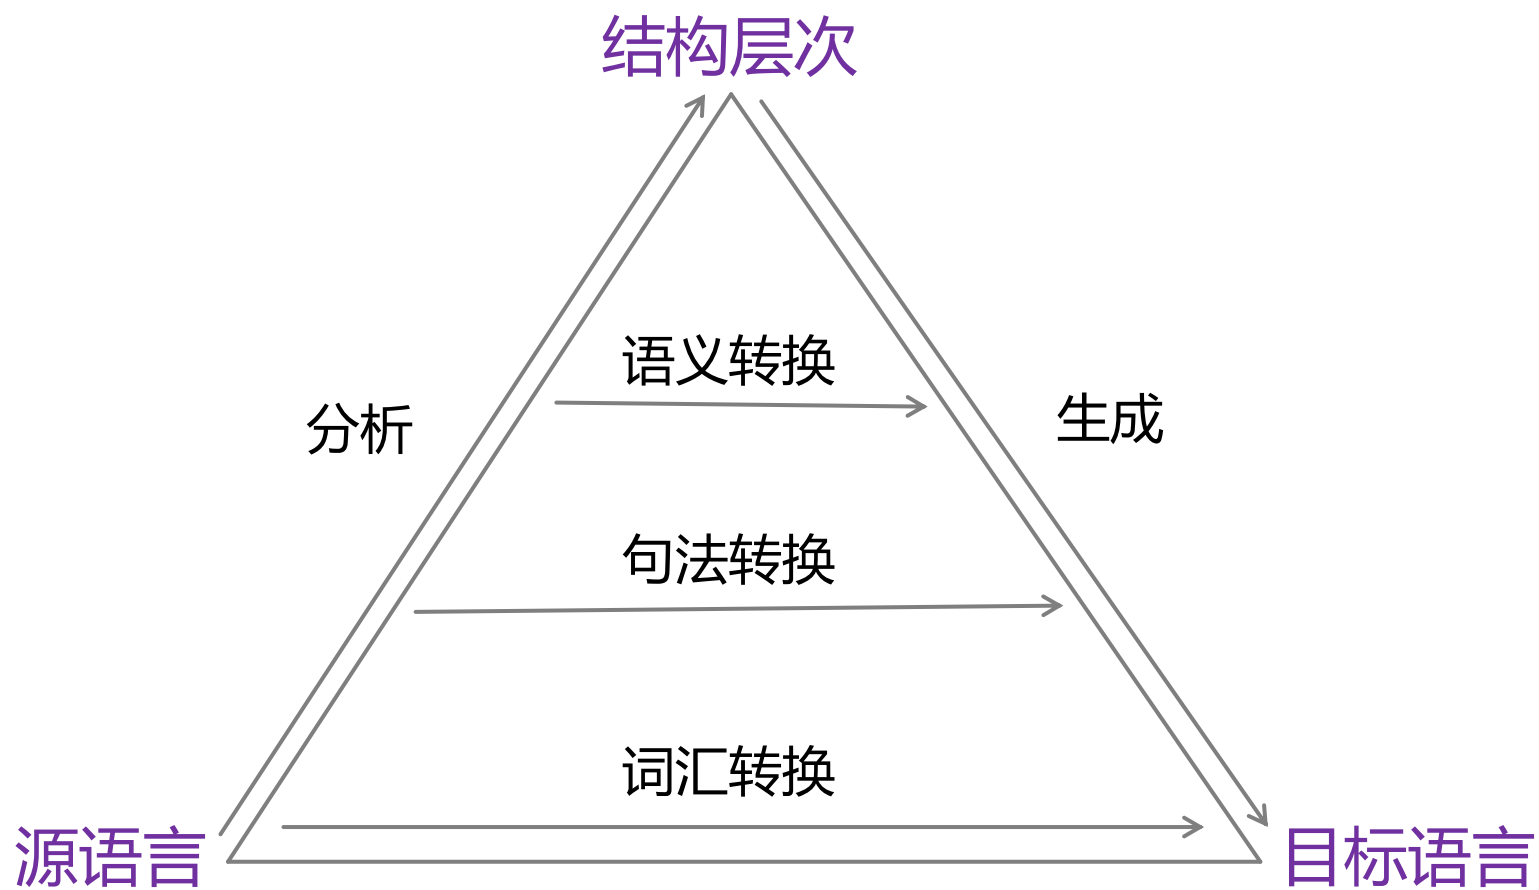 结构层次
语义转换
分析
生成
句法转换
词汇转换
源语言
目标语言